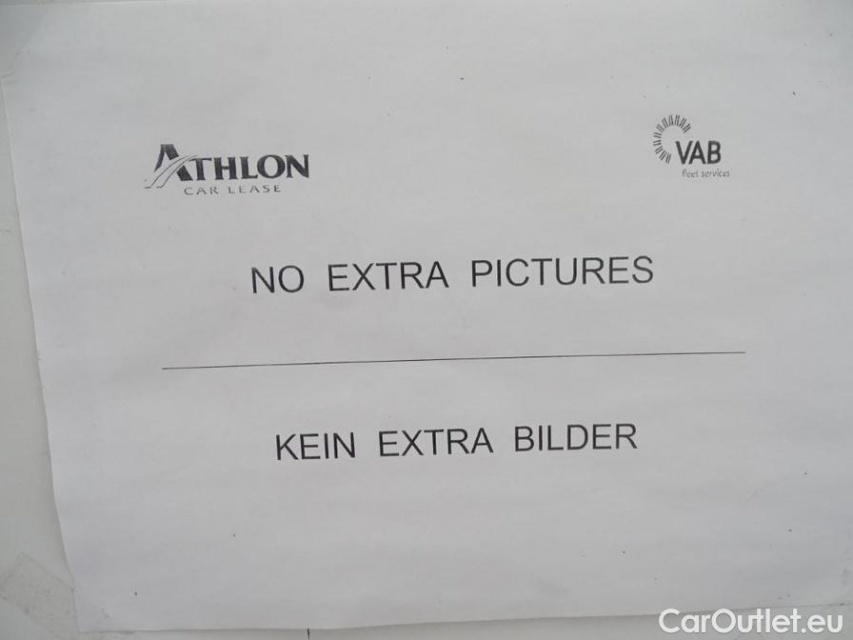 ATHLON
CAR LEASE
VAB
fleet services
NO EXTRA PICTURES
KEIN EXTRA BILDER
CarOutlet.eu